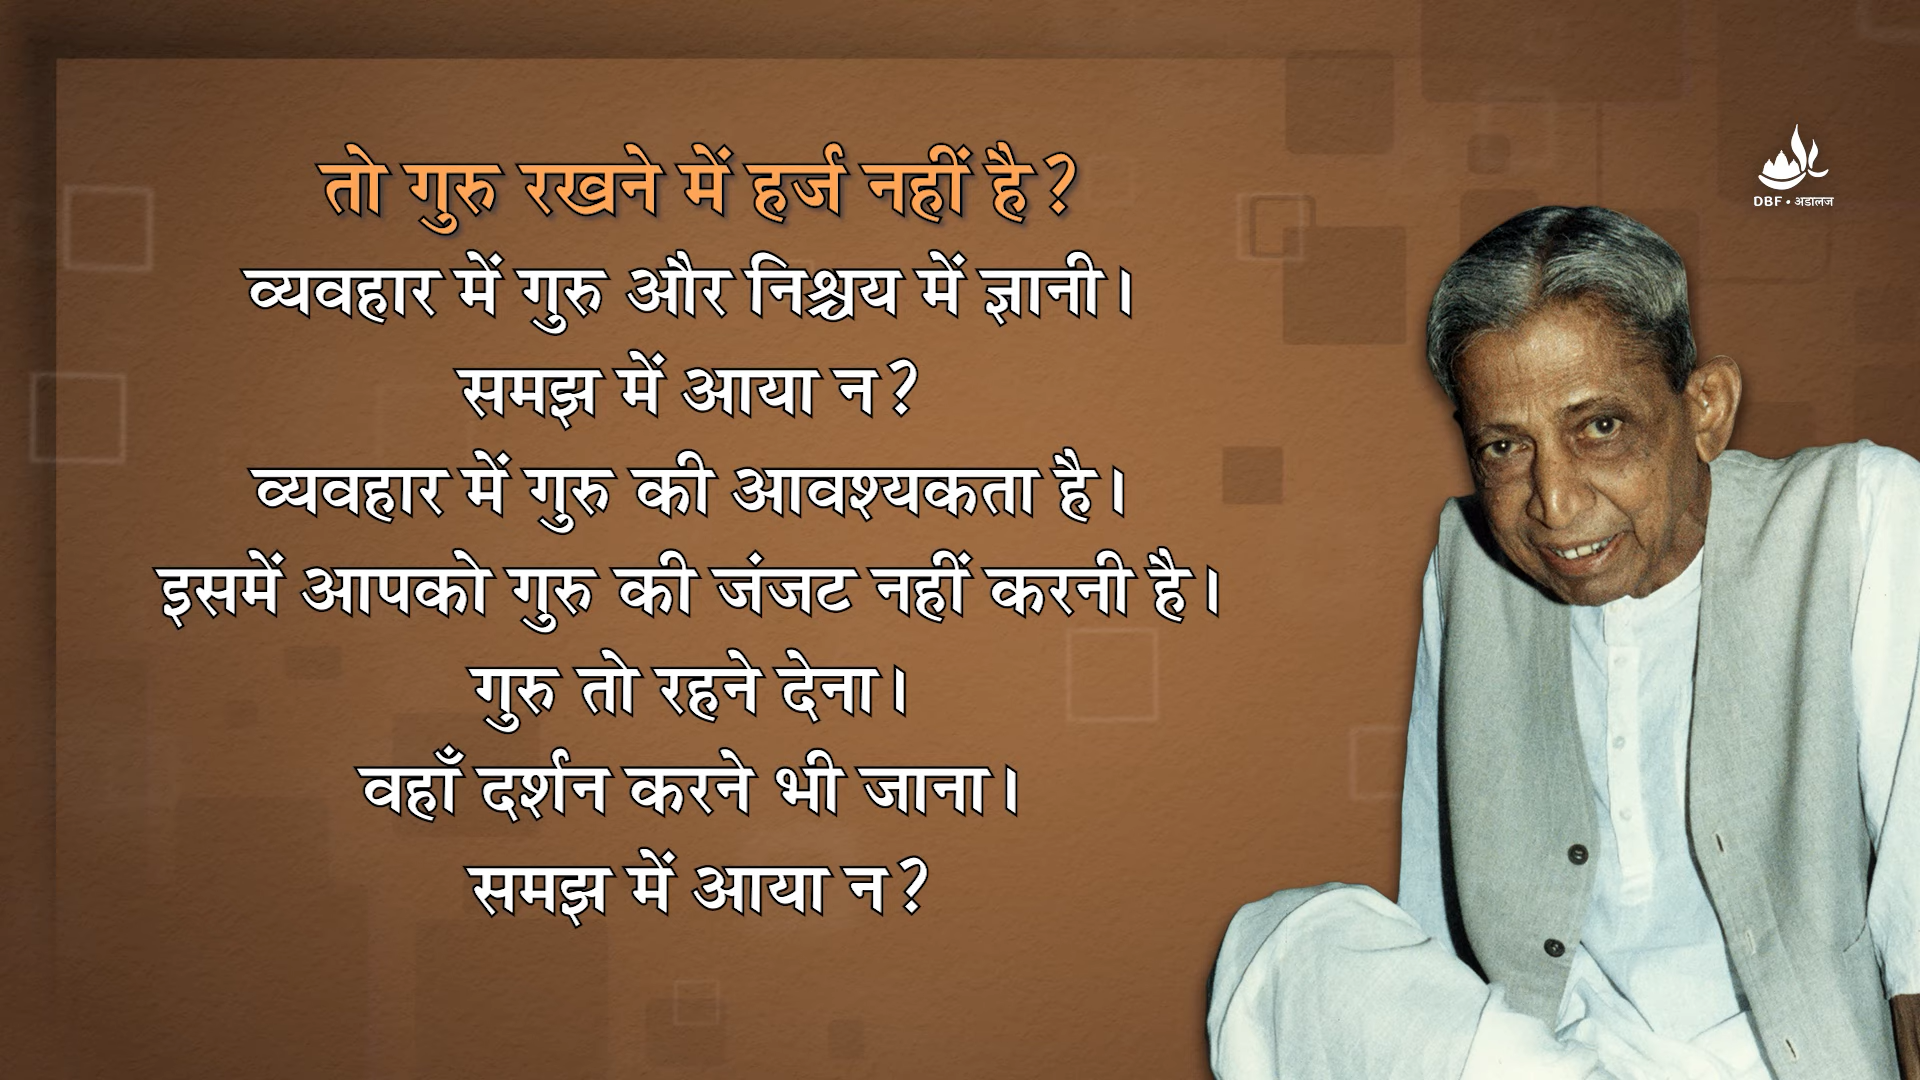 DBF • अडालज
तो गुरु रखने में हर्ज नहीं है?
व्यवहार में गुरु और निश्चय में ज्ञानी।
समझ में आया न?
व्यवहार में गुरु की आवश्यकता है।
इसमें आपको गुरु की जंजट नहीं करनी है।
गुरु तो रहने देना।
वहाँ दर्शन करने भी जाना।
समझ में आया न?